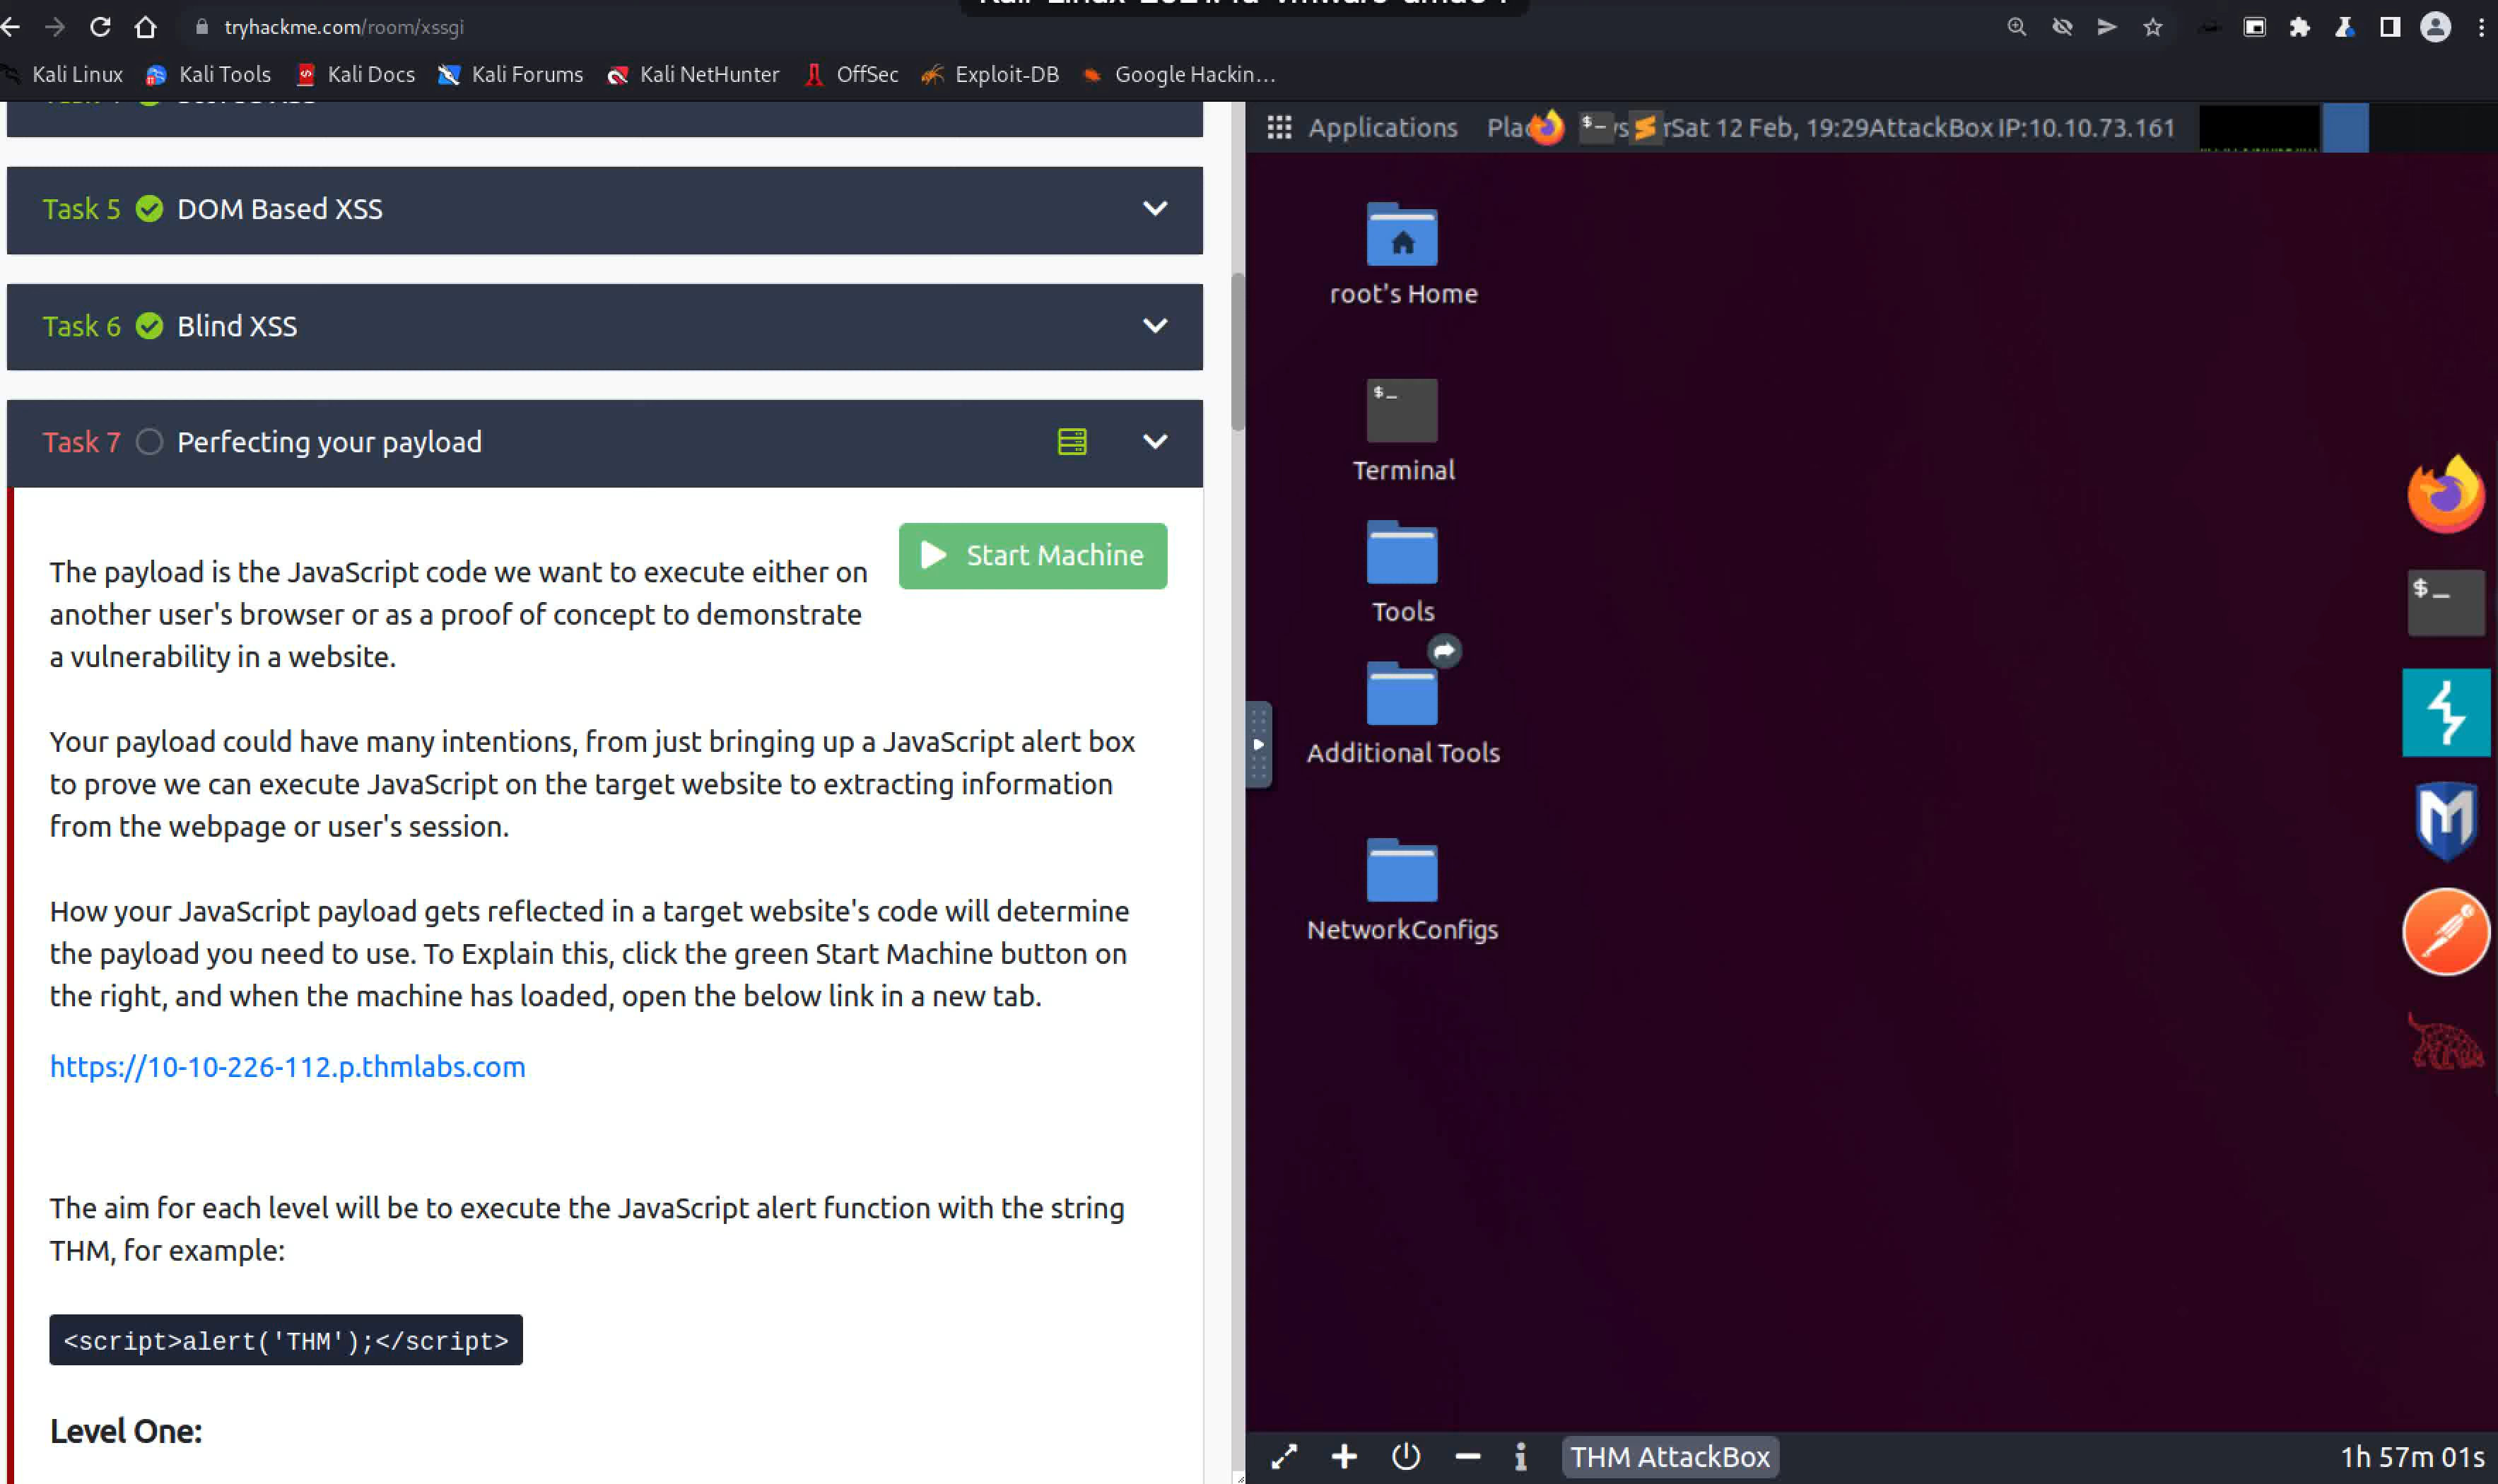 tryhackme.com/room/xssgi
Kali Linux
Kali Tools
Kali Docs
Kali Forums
Kali NetHunter
OffSec
Exploit-DB
Google Hackin…
Task 5 DOM Based XSS
Task 6 Blind XSS
Task 7 Perfecting your payload
Start Machine
The payload is the JavaScript code we want to execute either on
another user's browser or as a proof of concept to demonstrate
a vulnerability in a website.
Your payload could have many intentions, from just bringing up a JavaScript alert box
to prove we can execute JavaScript on the target website to extracting information
from the webpage or user's session.
How your JavaScript payload gets reflected in a target website's code will determine
the payload you need to use. To Explain this, click the green Start Machine button on
the right, and when the machine has loaded, open the below link in a new tab.
https://10-10-226-112.p.thmlabs.com
The aim for each level will be to execute the JavaScript alert function with the string
THM, for example:
<script>alert('THM');</script>
Level One:
Applications
Sat 12 Feb, 19:29
AttackBox IP:10.10.73.161
root's Home
$_
Terminal
Tools
Additional Tools
NetworkConfigs
$_
THM AttackBox
1h 57m 01s